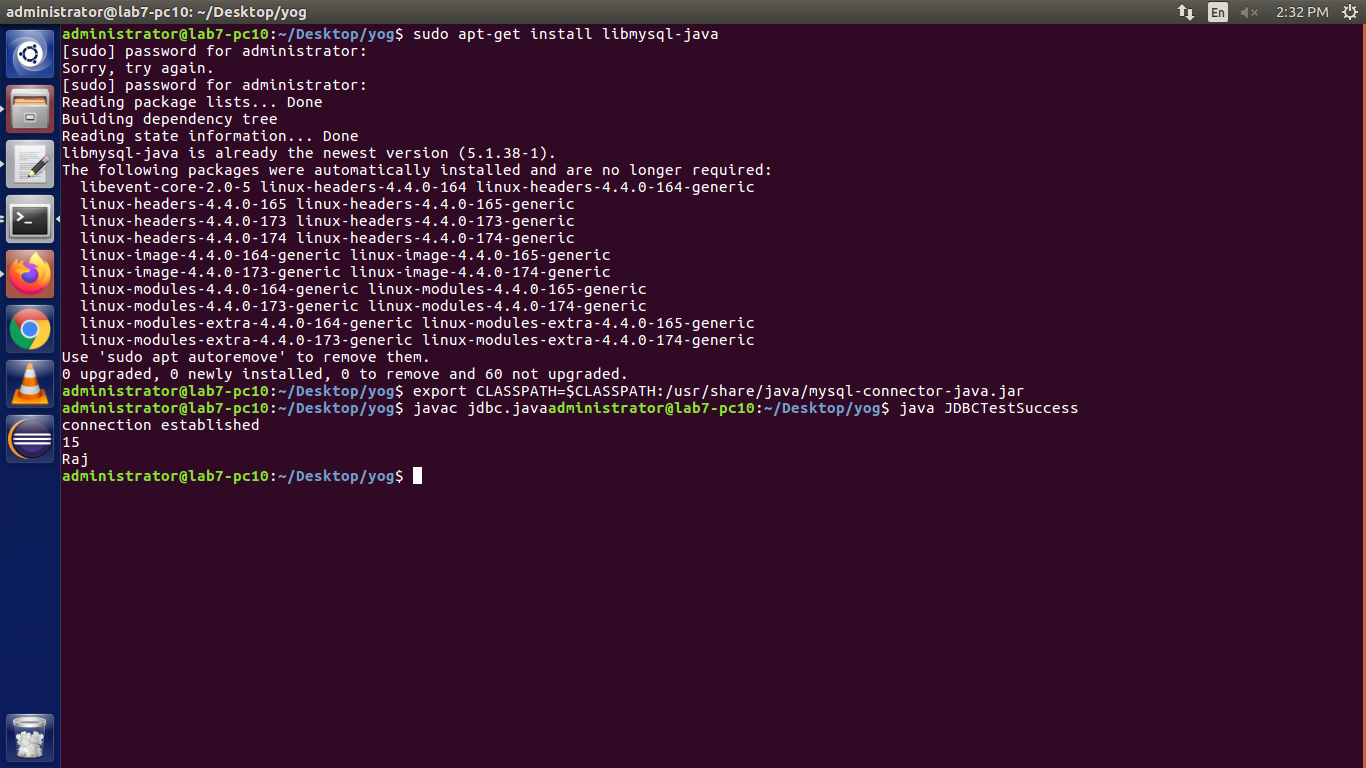 administrator@lab7-pc10: ~/Desktop/yog
En
2:32 PM
administrator@lab7-pc10:~/Desktop/yog$ sudo apt-get install libmysql-java
[sudo] password for administrator:
Sorry, try again.
[sudo] password for administrator:
Reading package lists... Done
Building dependency tree
Reading state information... Done
libmysql-java is already the newest version (5.1.38-1).
The following packages were automatically installed and are no longer required:
  libevent-core-2.0-5 linux-headers-4.4.0-164 linux-headers-4.4.0-164-generic
  linux-headers-4.4.0-165 linux-headers-4.4.0-165-generic
  linux-headers-4.4.0-173 linux-headers-4.4.0-173-generic
  linux-headers-4.4.0-174 linux-headers-4.4.0-174-generic
  linux-image-4.4.0-164-generic linux-image-4.4.0-165-generic
  linux-image-4.4.0-173-generic linux-image-4.4.0-174-generic
  linux-modules-4.4.0-164-generic linux-modules-4.4.0-165-generic
  linux-modules-4.4.0-173-generic linux-modules-4.4.0-174-generic
  linux-modules-extra-4.4.0-164-generic linux-modules-extra-4.4.0-165-generic
  linux-modules-extra-4.4.0-173-generic linux-modules-extra-4.4.0-174-generic
Use 'sudo apt autoremove' to remove them.
0 upgraded, 0 newly installed, 0 to remove and 60 not upgraded.
administrator@lab7-pc10:~/Desktop/yog$ export CLASSPATH=$CLASSPATH:/usr/share/java/mysql-connector-java.jar
administrator@lab7-pc10:~/Desktop/yog$ javac jdbc.javaadministrator@lab7-pc10:~/Desktop/yog$ java JDBCTestSuccess
connection established
15
Raj
administrator@lab7-pc10:~/Desktop/yog$